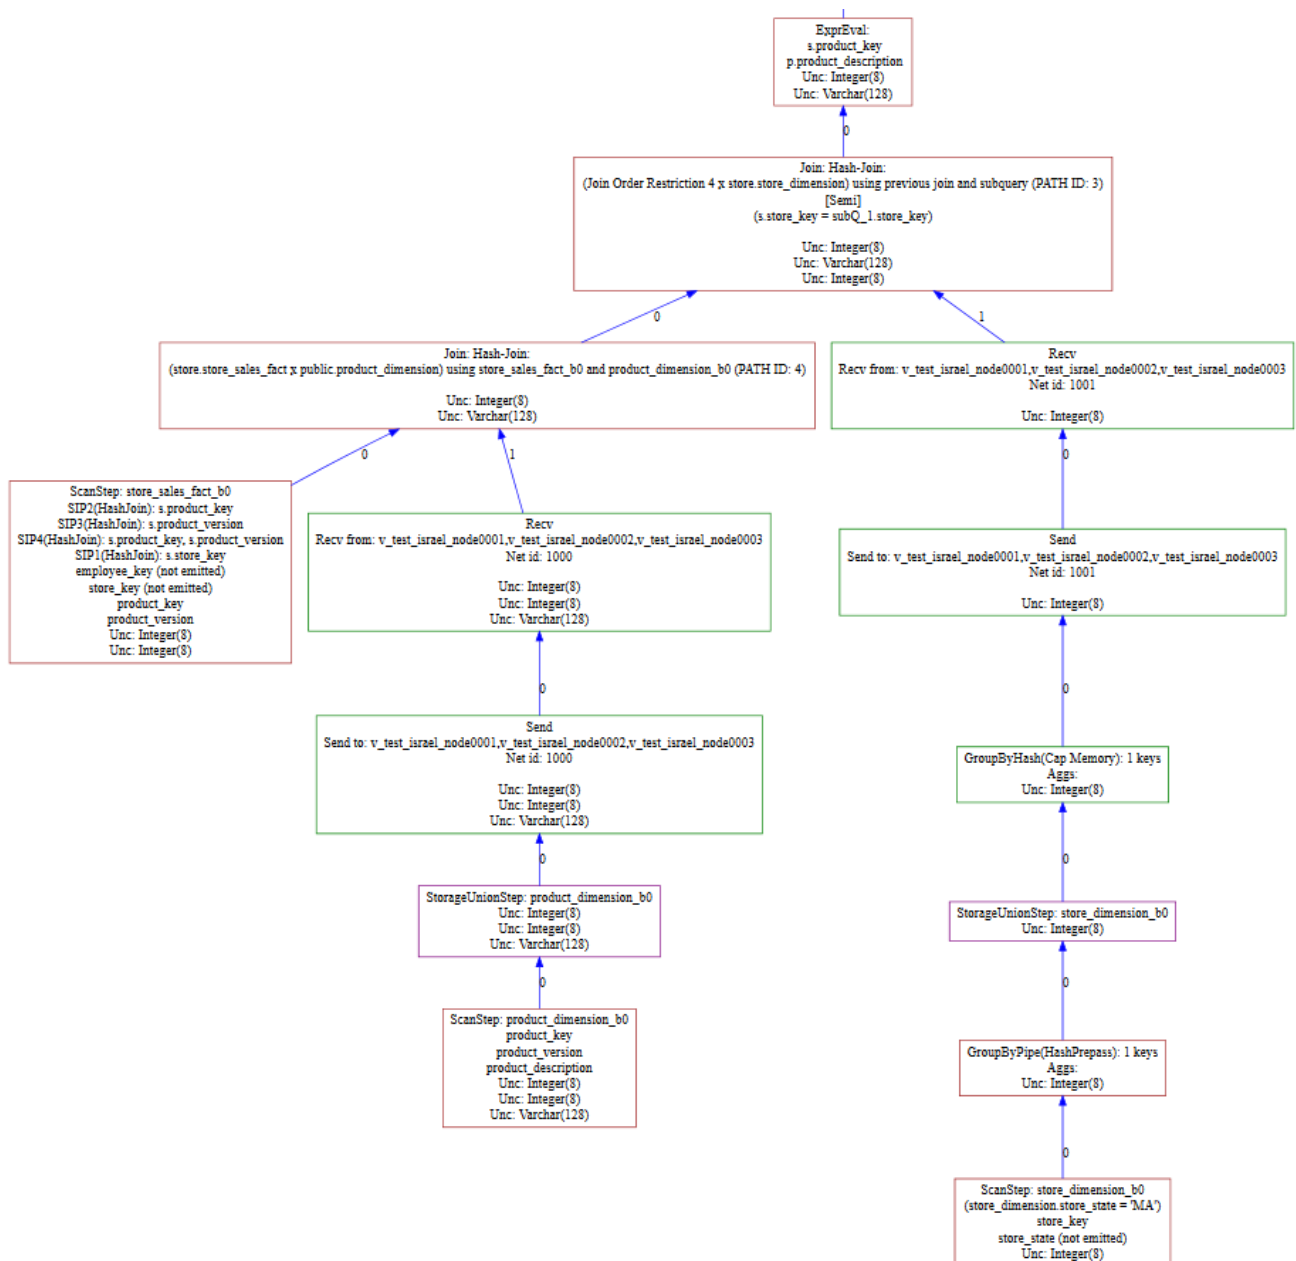 ExprEval:
s.product_key
p.product_description
Unc: Integer(8)
Unc: Varchar(128)
0
Join: Hash-Join:
(Join Order Restriction 4 x store.store_dimension) using previous join and subquery (PATH ID: 3)
[Semi]
(s.store_key = subQ_1.store_key)
Unc: Integer(8)
Unc: Varchar(128)
Unc: Integer(8)
0
1
Join: Hash-Join:
(store.store_sales_fact x public.product_dimension) using store_sales_fact_b0 and product_dimension_b0 (PATH ID: 4)
Unc: Integer(8)
Unc: Varchar(128)
Recv
Recv from: v_test_israel_node0001,v_test_israel_node0002,v_test_israel_node0003
Net id: 1001
Unc: Integer(8)
0
1
0
ScanStep: store_sales_fact_b0
SIP2(HashJoin): s.product_key
SIP3(HashJoin): s.product_version
SIP4(HashJoin): s.product_key, s.product_version
SIP1(HashJoin): s.store_key
employee_key (not emitted)
store_key (not emitted)
product_key
product_version
Unc: Integer(8)
Unc: Integer(8)
Recv
Recv from: v_test_israel_node0001,v_test_israel_node0002,v_test_israel_node0003
Net id: 1000
Unc: Integer(8)
Unc: Integer(8)
Unc: Varchar(128)
Send
Send to: v_test_israel_node0001,v_test_israel_node0002,v_test_israel_node0003
Net id: 1001
Unc: Integer(8)
0
0
Send
Send to: v_test_israel_node0001,v_test_israel_node0002,v_test_israel_node0003
Net id: 1000
Unc: Integer(8)
Unc: Integer(8)
Unc: Varchar(128)
GroupByHash(Cap Memory): 1 keys
Aggs:
Unc: Integer(8)
0
0
StorageUnionStep: product_dimension_b0
Unc: Integer(8)
Unc: Integer(8)
Unc: Varchar(128)
StorageUnionStep: store_dimension_b0
Unc: Integer(8)
0
0
ScanStep: product_dimension_b0
product_key
product_version
product_description
Unc: Integer(8)
Unc: Integer(8)
Unc: Varchar(128)
GroupByPipe(HashPrepass): 1 keys
Aggs:
Unc: Integer(8)
0
ScanStep: store_dimension_b0
(store_dimension.store_state = 'MA')
store_key
store_state (not emitted)
Unc: Integer(8)